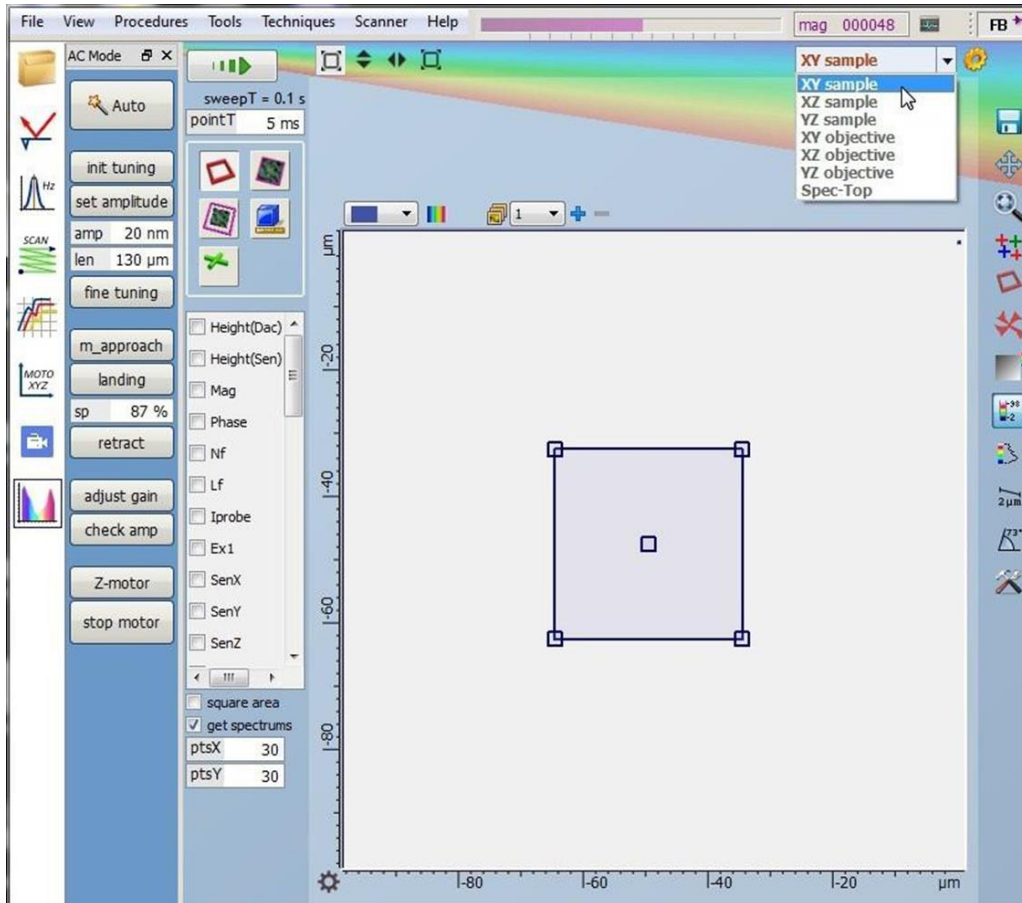 File View Procedures Tools Techniques Scanner Help mag 000048 FB
AC Mode
XY sample
Auto
sweepT = 0.1 s
pointT 5 ms
XY sample
XZ sample
YZ sample
XY objective
XZ objective
YZ objective
Spec-Top
Hz
SCAN
MOTO
XYZ
init tuning
set amplitude
amp 20 nm
len 130 µm
fine tuning
m_approach
landing
sp 87 %
retract
adjust gain
check amp
Z-motor
stop motor
1
Height(Dac)
Height(Sen)
Mag
Phase
Nf
Lf
Iprobe
Ex1
SenX
SenY
SenZ
square area
get spectrums
ptsX 30
ptsY 30
µm
-20
-40
-60
-80
-80 -60 -40 -20 µm
-98
-2
2µm
73°